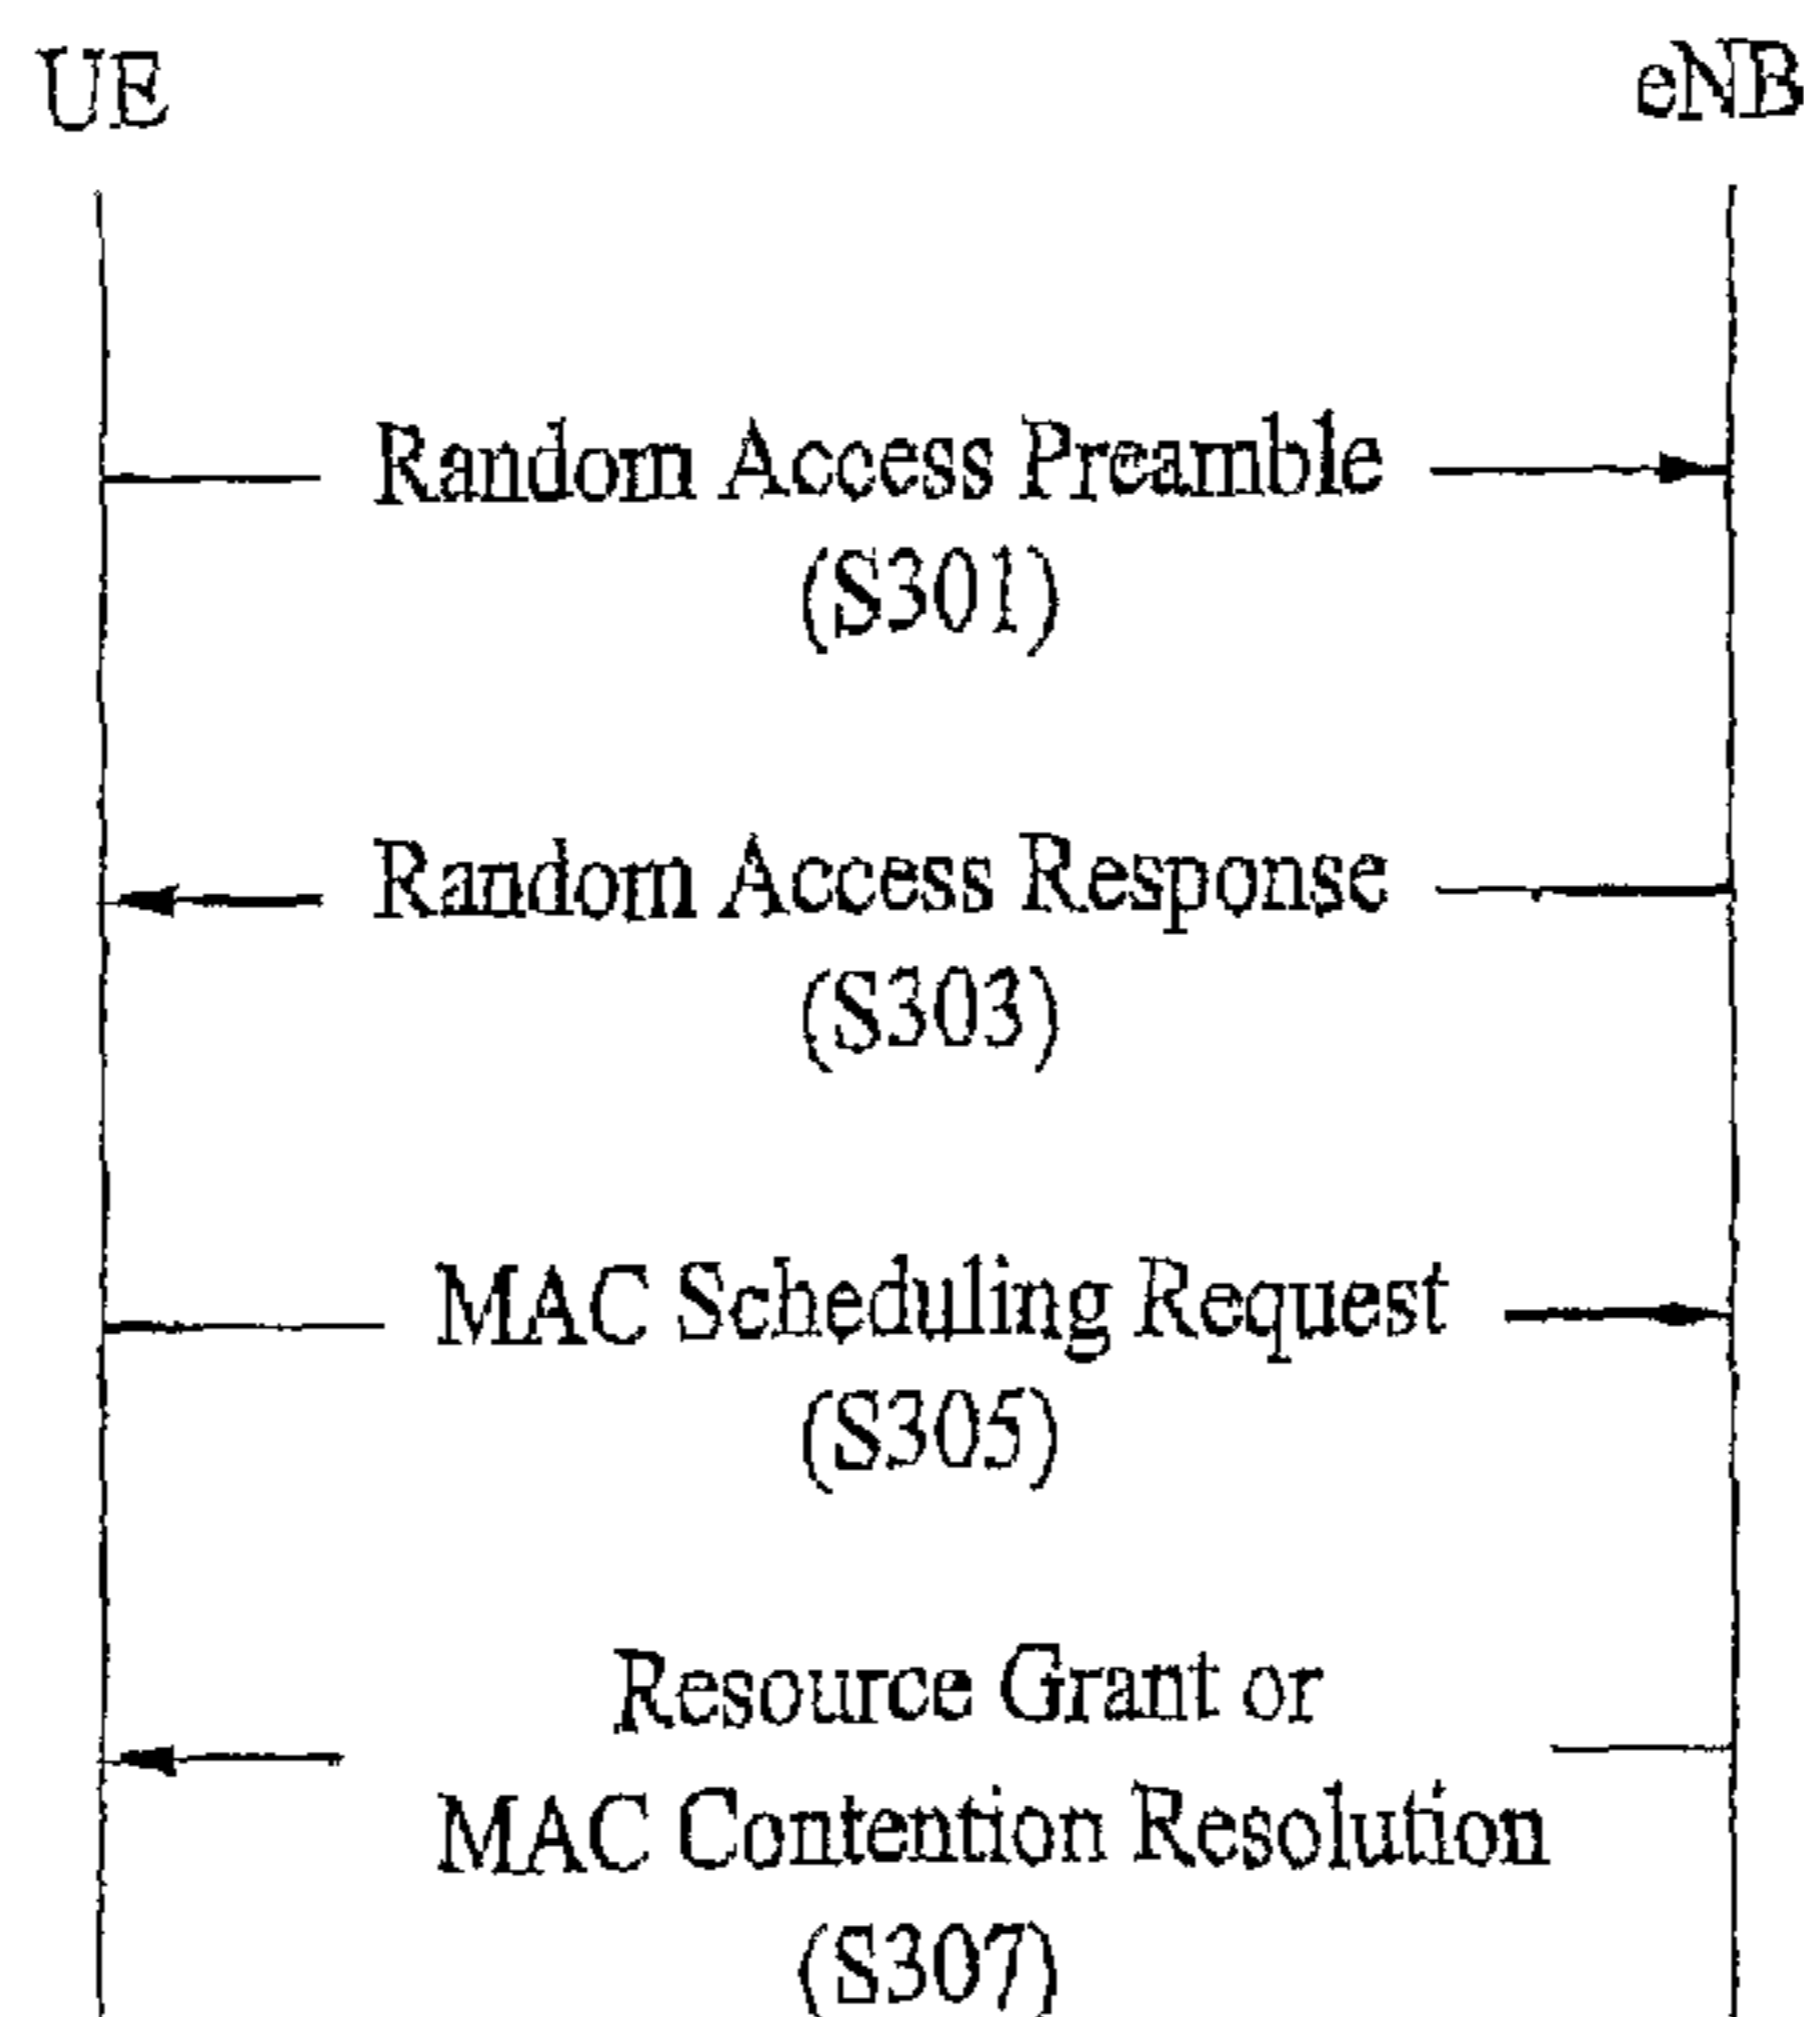 UE
eNB
Random Access Preamble
(S301)
Random Access Response
(S303)
MAC Scheduling Request
(S305)
Resource Grant or
MAC Contention Resolution
(S307)